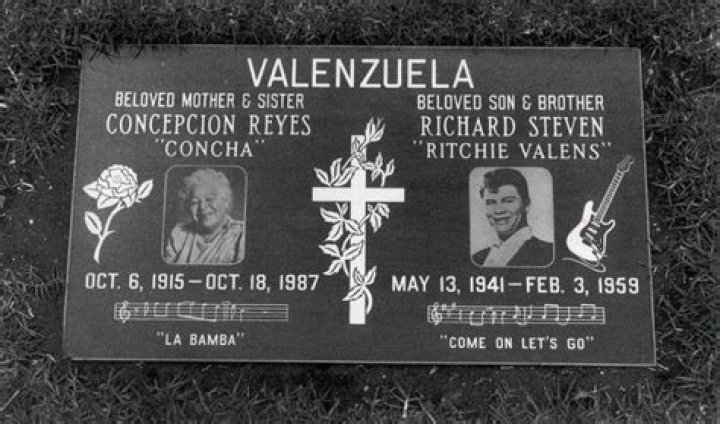 VALENZUELA
BELOVED MOTHER & SISTER
CONCEPCION REYES
"CONCHA"
OCT. 6, 1915 — OCT. 18, 1987
"LA BAMBA"
BELOVED SON & BROTHER
RICHARD STEVEN
"RITCHIE VALENS"
MAY 13, 1941 — FEB. 3, 1959
"COME ON LET'S GO"